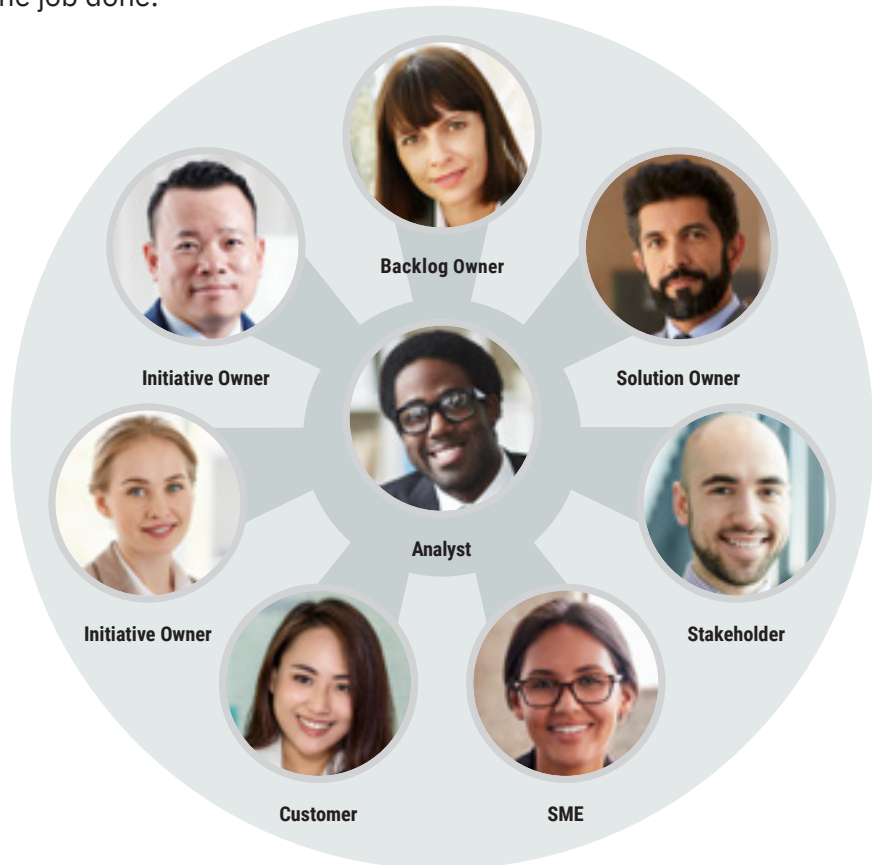 he job done.
Backlog Owner
Initiative Owner
Solution Owner
Analyst
Initiative Owner
Stakeholder
Customer
SME